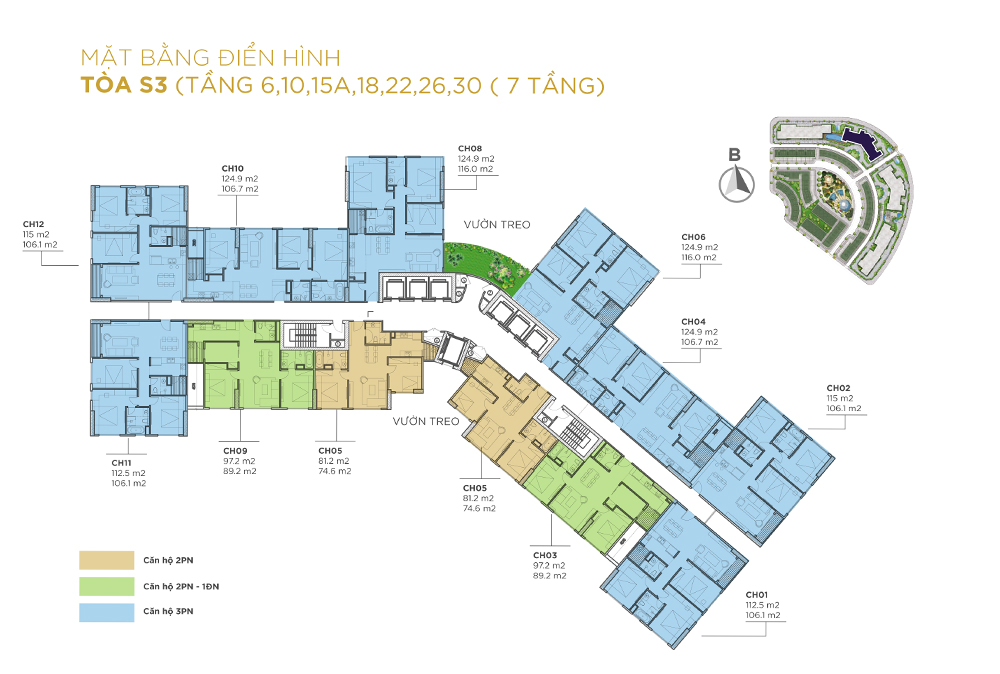 MẶT BẰNG ĐIỂN HÌNH
TÒA S3 (TẦNG 6,10,15A,18,22,26,30 ( 7 TẦNG)
B
CH08
124.9 m2
116.0 m2
CH10
124.9 m2
106.7 m2
CH12
115 m2
106.1 m2
VƯỜN TREO
CH06
124.9 m2
116.0 m2
CH04
124.9 m2
106.7 m2
CH02
115 m2
106.1 m2
VƯỜN TREO
CH11
112.5 m2
106.1 m2
CH09
97.2 m2
89.2 m2
CH05
81.2 m2
74.6 m2
CH05
81.2 m2
74.6 m2
CH03
97.2 m2
89.2 m2
CH01
112.5 m2
106.1 m2
Căn hộ 2PN
Căn hộ 2PN - 1ĐN
Căn hộ 3PN